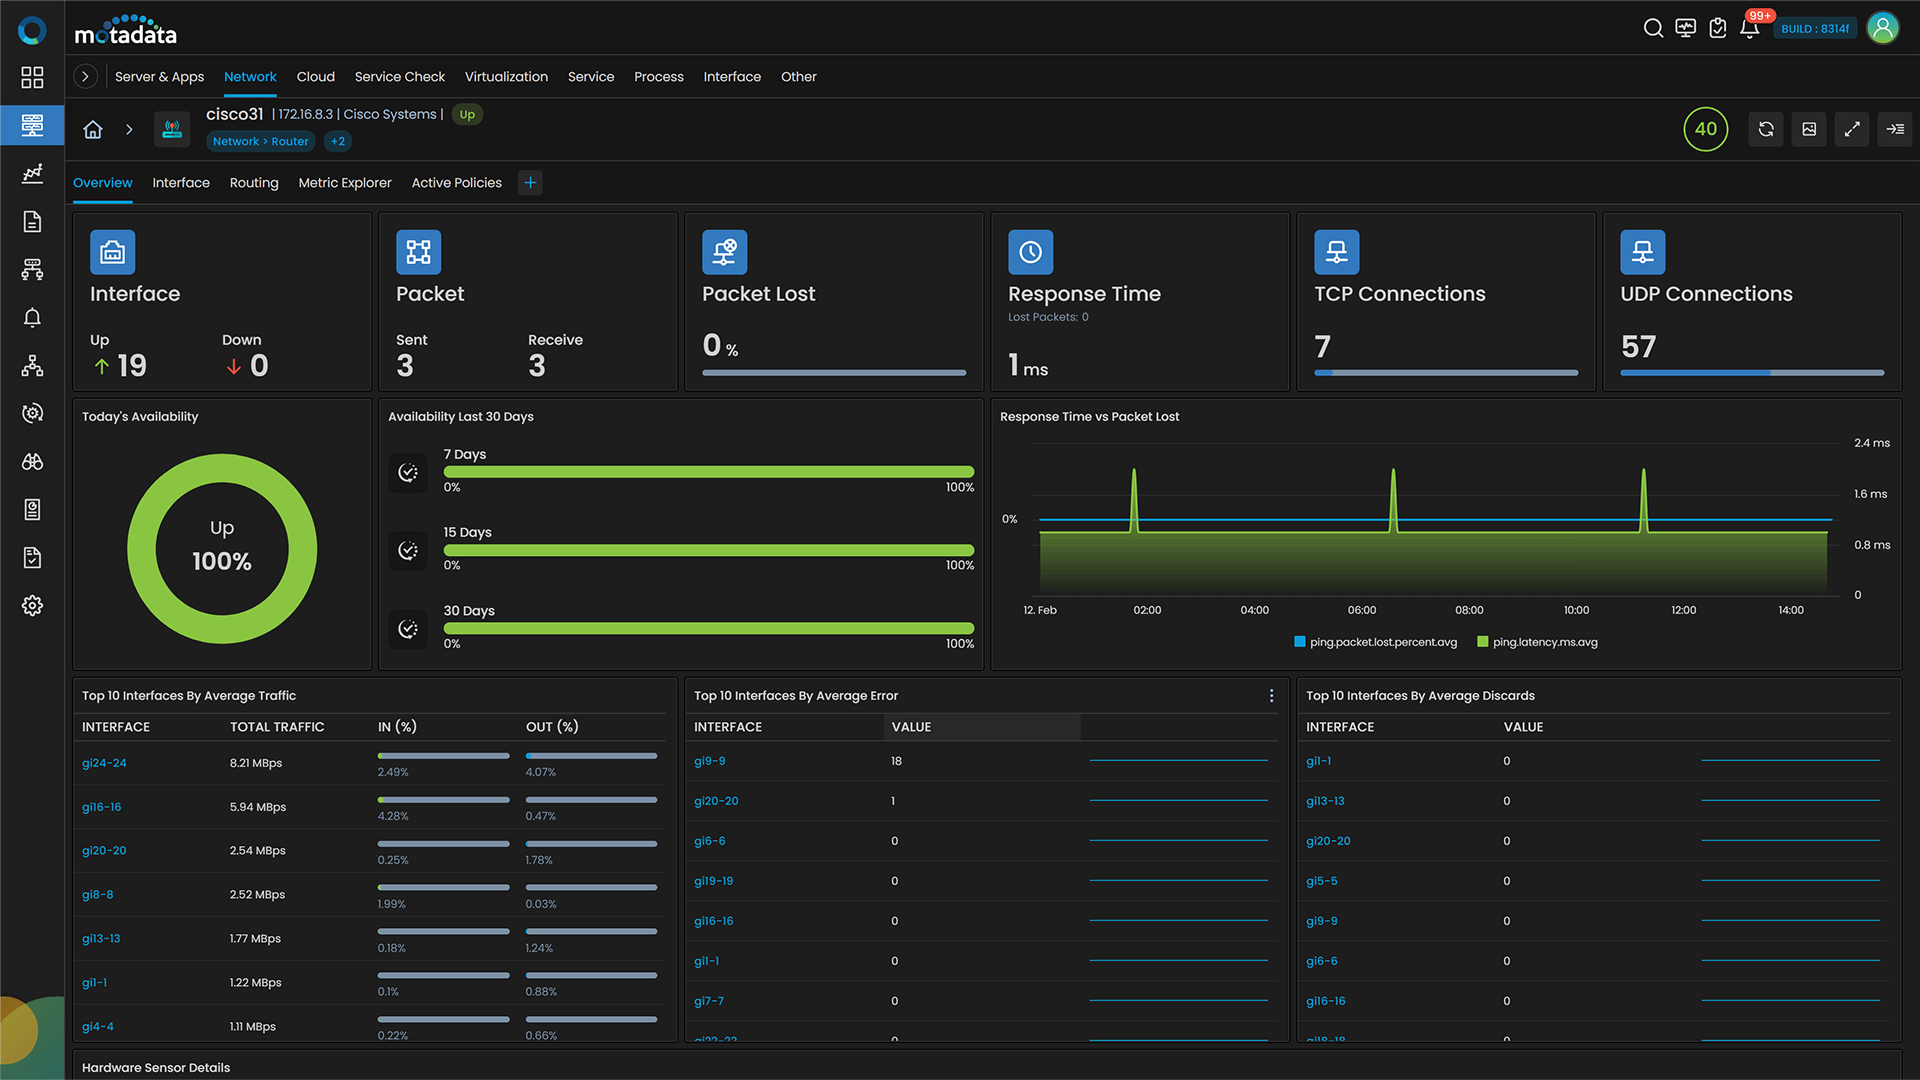 motadata
99+
BUILD : 8314f
Server & Apps Network Cloud Service Check Virtualization Service Process Interface Other
cisco31 | 172.16.8.3 | Cisco Systems | Up
Network > Router +2
40
Overview Interface Routing Metric Explorer Active Policies +
Interface
Up Down
19 0
Packet
Sent Receive
3 3
Packet Lost
0 %
Response Time
Lost Packets: 0
1 ms
TCP Connections
7
UDP Connections
57
Today's Availability
Up
100%
Availability Last 30 Days
7 Days
0% 100%
15 Days
0% 100%
30 Days
0% 100%
Response Time vs Packet Lost
2.4 ms
1.6 ms
0%
0.8 ms
0
12. Feb 02:00 04:00 06:00 08:00 10:00 12:00 14:00
ping.packet.lost.percent.avg ping.latency.ms.avg
Top 10 Interfaces By Average Traffic
INTERFACE TOTAL TRAFFIC IN (%) OUT (%)
gi24-24 8.21 MBps 2.49% 4.07%
gi16-16 5.94 MBps 4.28% 0.47%
gi20-20 2.54 MBps 0.25% 1.78%
gi8-8 2.52 MBps 1.99% 0.03%
gi13-13 1.77 MBps 0.18% 1.24%
gi1-1 1.22 MBps 0.1% 0.88%
gi4-4 1.11 MBps 0.22% 0.66%
Top 10 Interfaces By Average Error
INTERFACE VALUE
gi9-9 18
gi20-20 1
gi6-6 0
gi19-19 0
gi16-16 0
gi1-1 0
gi7-7 0
gi22-22 0
Top 10 Interfaces By Average Discards
INTERFACE VALUE
gi1-1 0
gi13-13 0
gi20-20 0
gi5-5 0
gi9-9 0
gi6-6 0
gi16-16 0
gi18-18 0
Hardware Sensor Details